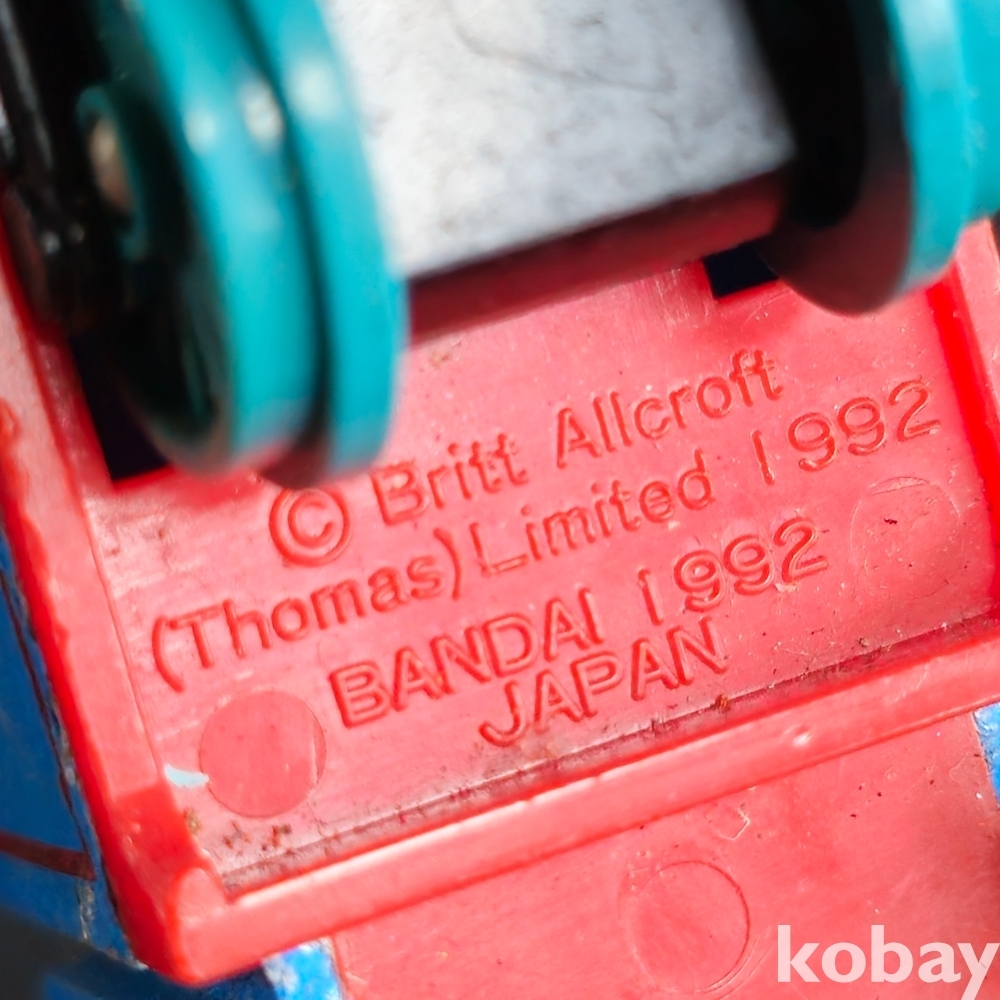 © Britt Allcroft
(Thomas) Limited 1992
BANDAI 1992
JAPAN
kobay